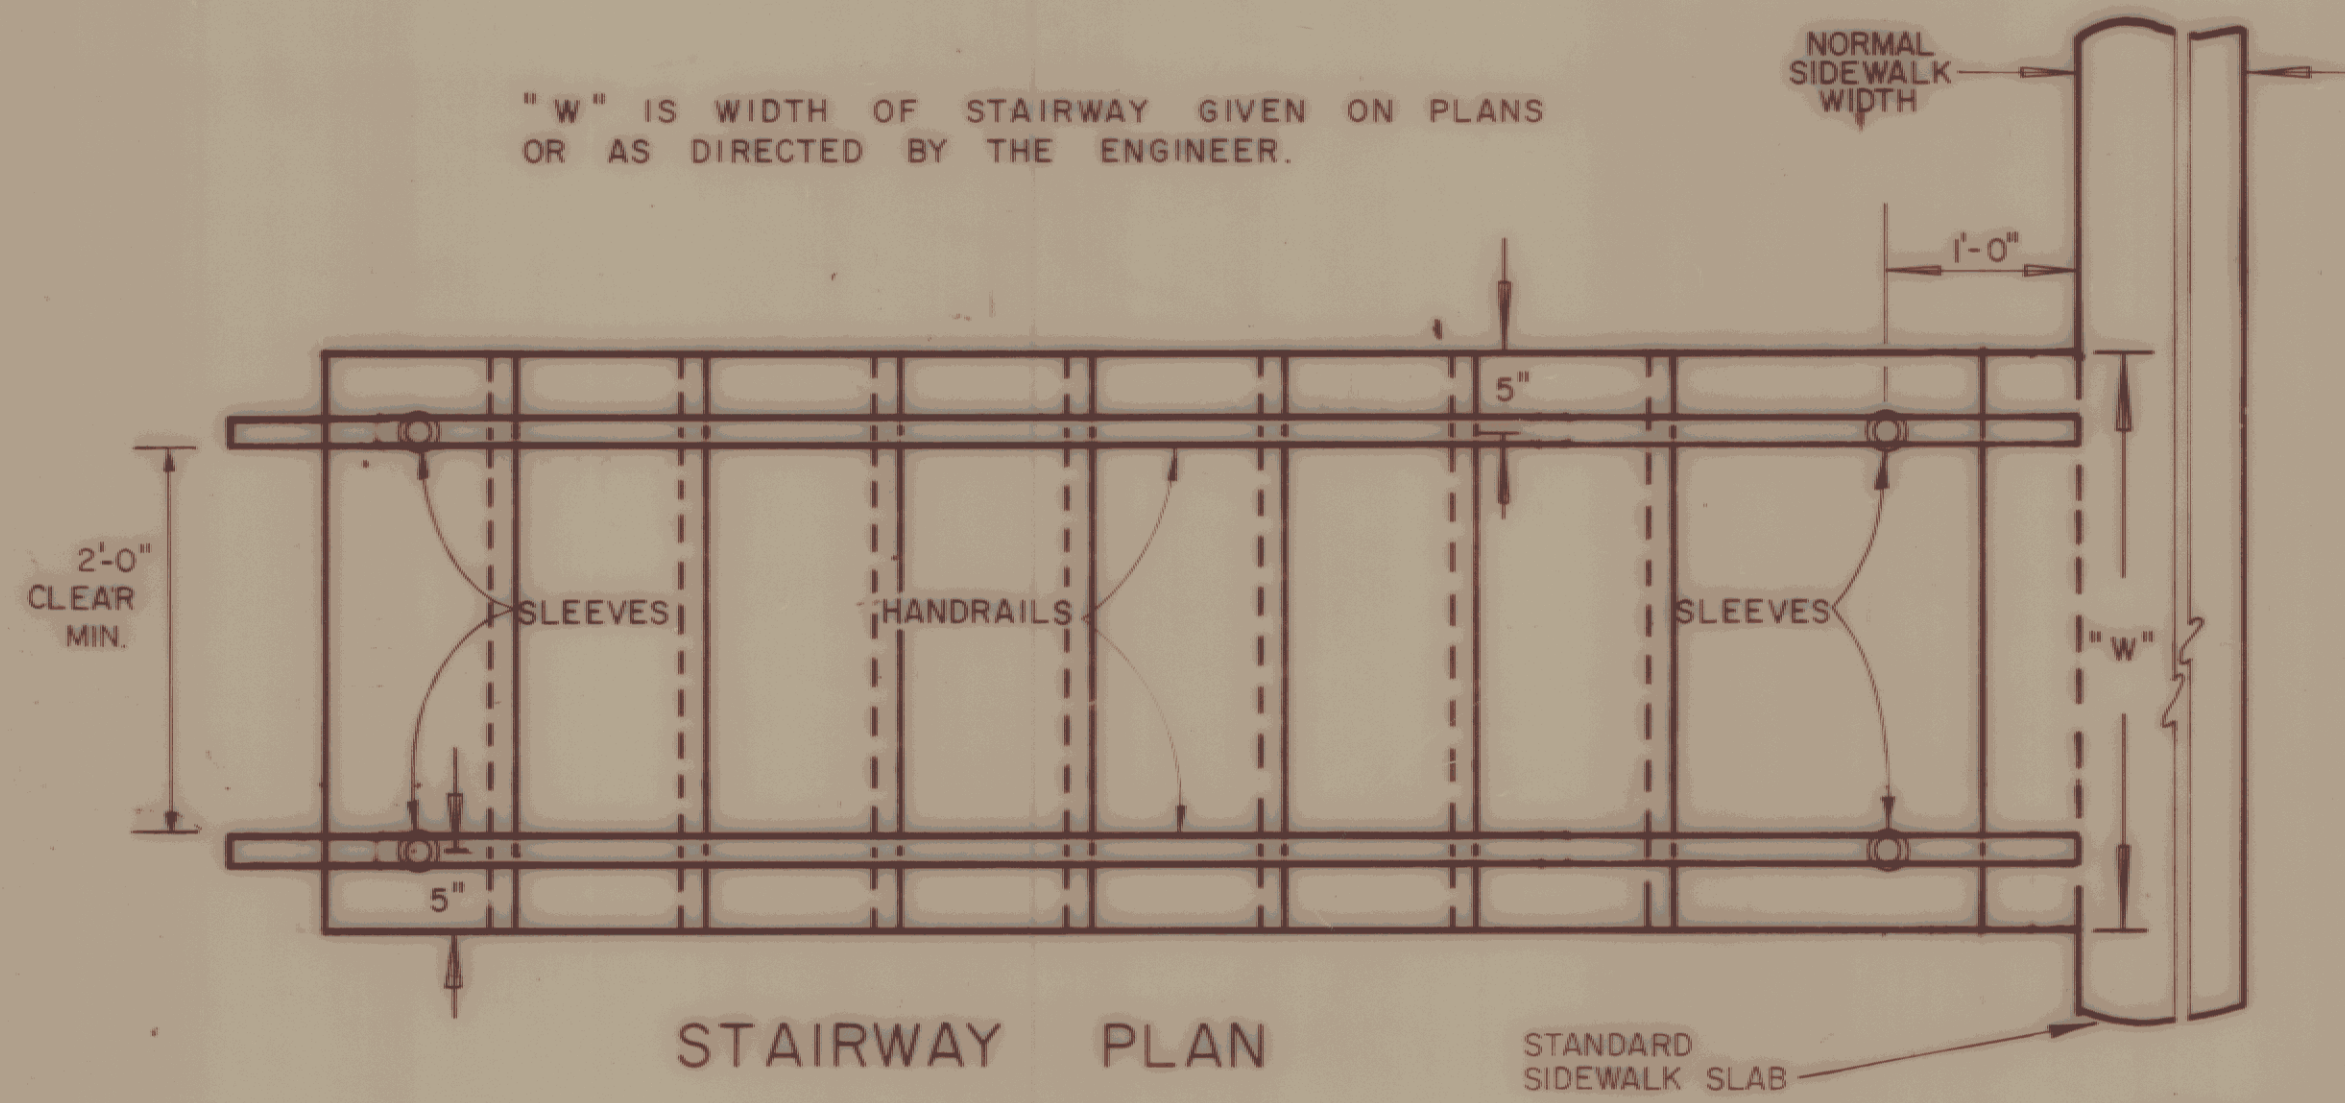 NORMAL
SIDEWALK
WIDTH
"W" IS WIDTH OF STAIRWAY GIVEN ON PLANS
OR AS DIRECTED BY THE ENGINEER.
1'-0"
5"
2'-0"
CLEAR
MIN.
SLEEVES
HANDRAILS
SLEEVES
"W"
5"
STAIRWAY PLAN
STANDARD
SIDEWALK SLAB